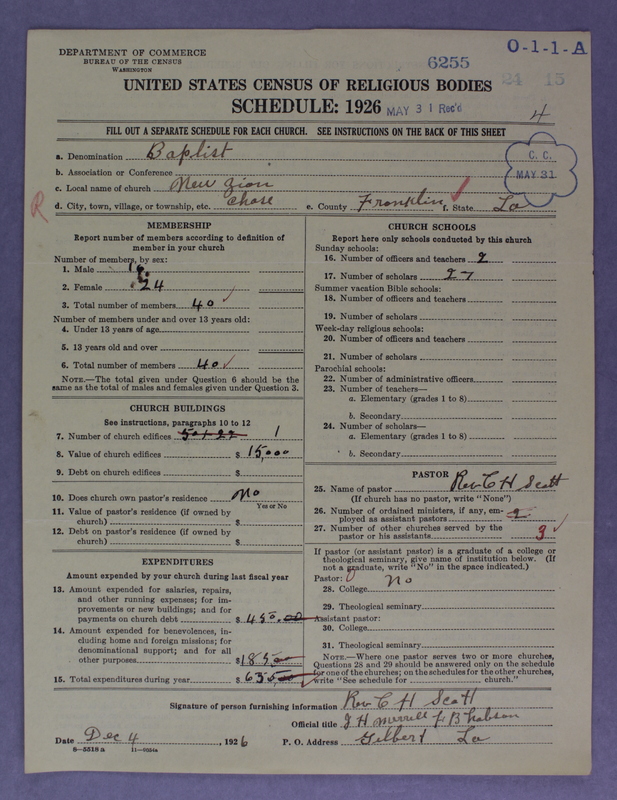 DEPARTMENT OF COMMERCE
BUREAU OF THE CENSUS
WASHINGTON
6255
O-1-1-A
24 15
UNITED STATES CENSUS OF RELIGIOUS BODIES
SCHEDULE: 1926 MAY 31 Rec'd
4
FILL OUT A SEPARATE SCHEDULE FOR EACH CHURCH. SEE INSTRUCTIONS ON THE BACK OF THIS SHEET
C. C.
MAY 31
a. Denomination Baptist
b. Association or Conference
c. Local name of church New Zion
R
d. City, town, village, or township, etc. Chase e. County Franklin f. State La
MEMBERSHIP
Report number of members according to definition of
member in your church
Number of members, by sex:
1. Male 16
2. Female 24
3. Total number of members 40
Number of members under and over 13 years old:
4. Under 13 years of age
5. 13 years old and over
6. Total number of members 40
NOTE.—The total given under Question 6 should be the
same as the total of males and females given under Question 3.
CHURCH BUILDINGS
See instructions, paragraphs 10 to 12
7. Number of church edifices 1
8. Value of church edifices $ 15,000
9. Debt on church edifices $
10. Does church own pastor's residence No
Yes or No
11. Value of pastor's residence (if owned by
church) $
12. Debt on pastor's residence (if owned by
church) $
EXPENDITURES
Amount expended by your church during last fiscal year
13. Amount expended for salaries, repairs,
and other running expenses; for im-
provements or new buildings; and for
payments on church debt $ 450.00
14. Amount expended for benevolences, in-
cluding home and foreign missions; for
denominational support; and for all
other purposes $ 185.00
15. Total expenditures during year $ 635.00
CHURCH SCHOOLS
Report here only schools conducted by this church
Sunday schools:
16. Number of officers and teachers 2
17. Number of scholars 27
Summer vacation Bible schools:
18. Number of officers and teachers
19. Number of scholars
Week-day religious schools:
20. Number of officers and teachers
21. Number of scholars
Parochial schools:
22. Number of administrative officers
23. Number of teachers—
a. Elementary (grades 1 to 8)
b. Secondary
24. Number of scholars—
a. Elementary (grades 1 to 8)
b. Secondary
PASTOR
25. Name of pastor Rev C H Scott
(If church has no pastor, write "None")
26. Number of ordained ministers, if any, em-
ployed as assistant pastors 2
27. Number of other churches served by the
pastor or his assistants 3
If pastor (or assistant pastor) is a graduate of a college or
theological seminary, give name of institution below. (If
not a graduate, write "No" in the space indicated.)
Pastor: 0
28. College No
29. Theological seminary
Assistant pastor:
30. College
31. Theological seminary
NOTE.—Where one pastor serves two or more churches,
Questions 28 and 29 should be answered only on the schedule
for one of the churches; on the schedules for the other churches,
write "See schedule for church."
Signature of person furnishing information Rev C H Scott
Official title J H Merrill
Date Dec 4, 1926 P. O. Address Gilbert La
8—5518 a 11—9354a